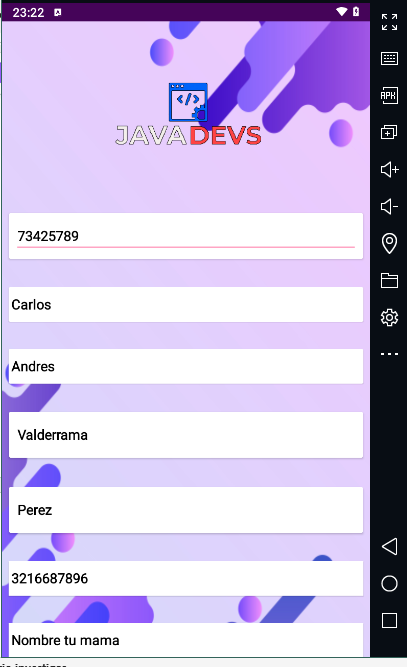 23:22
JAVADEVS
73425789
Carlos
Andres
Valderrama
Perez
3216687896
Nombre tu mama